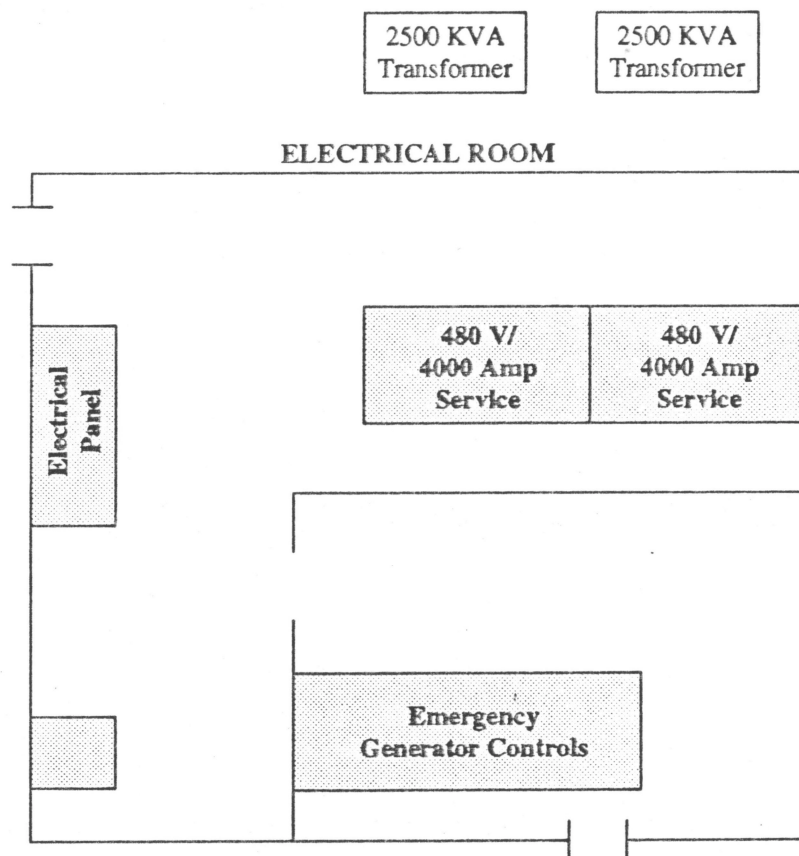 2500 KVA
Transformer
2500 KVA
Transformer
ELECTRICAL ROOM
480 V/
4000 Amp
Service
480 V/
4000 Amp
Service
Electrical
Panel
Emergency
Generator Controls